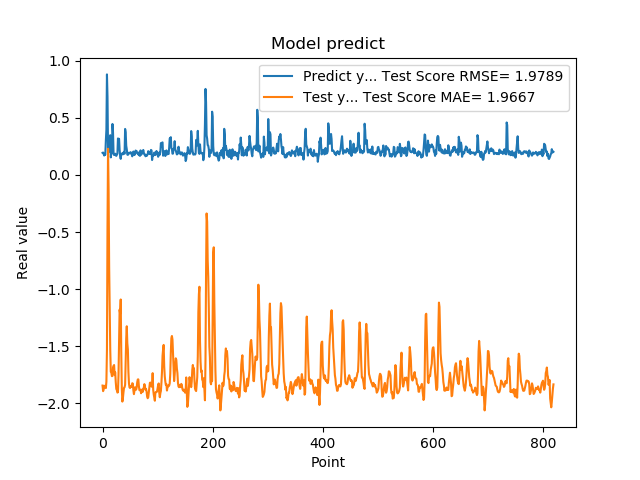 Model predict
Predict y... Test Score RMSE= 1.9789
Test y... Test Score MAE= 1.9667
1.0
0.5
0.0
−0.5
−1.0
−1.5
−2.0
Real value
0 200 400 600 800
Point